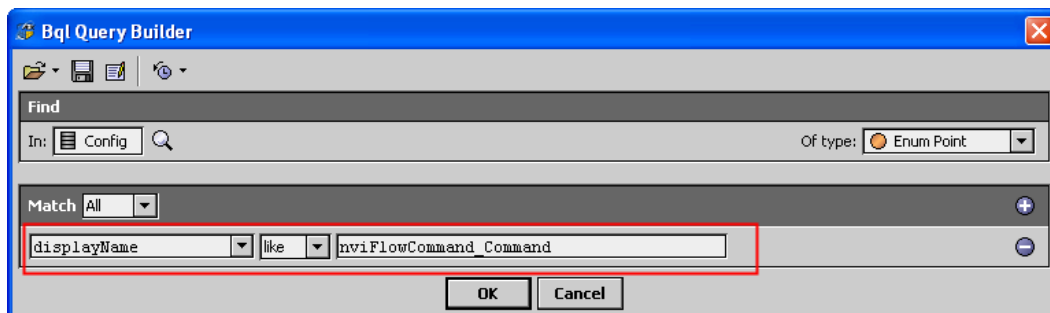 Bql Query Builder
Find
In: Config Of type: Enum Point
Match All
displayName like nviFlowCommand_Command
OK Cancel